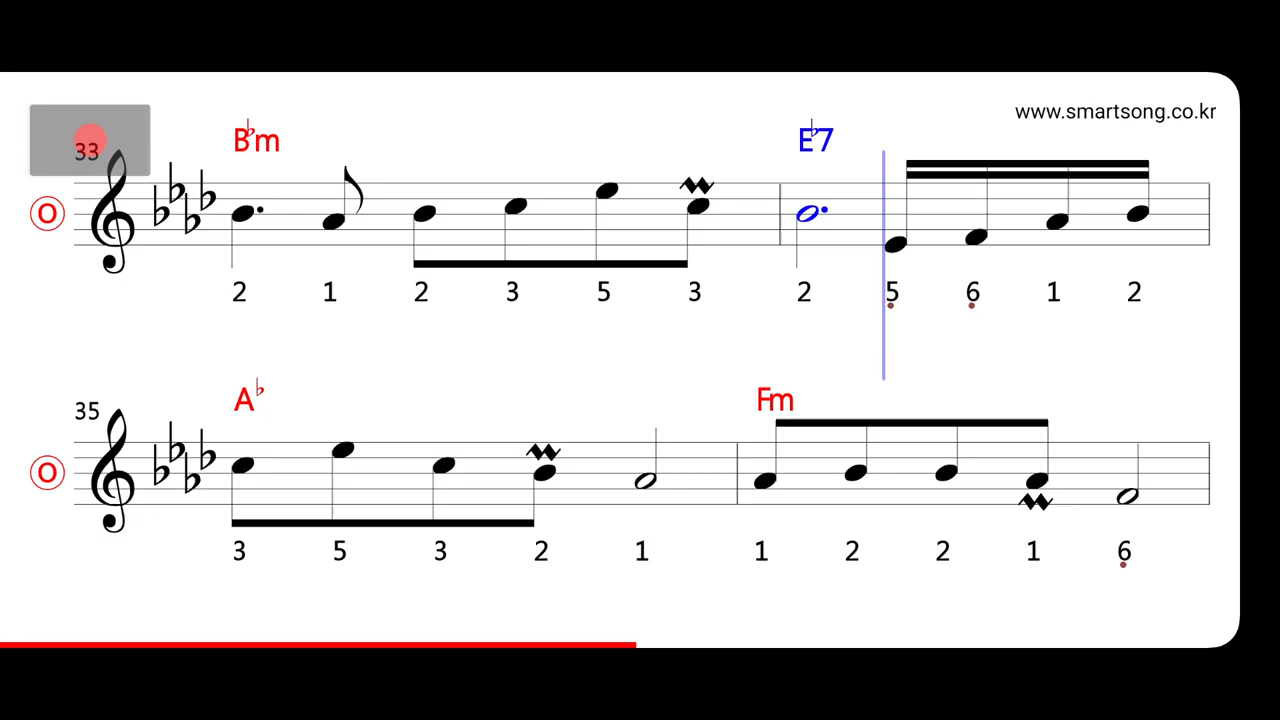 www.smartsong.co.kr
B♭m E♭7
33
O
2 1 2 3 5 3 2 5 6 1 2
A♭ Fm
35
O
3 5 3 2 1 1 2 2 1 6